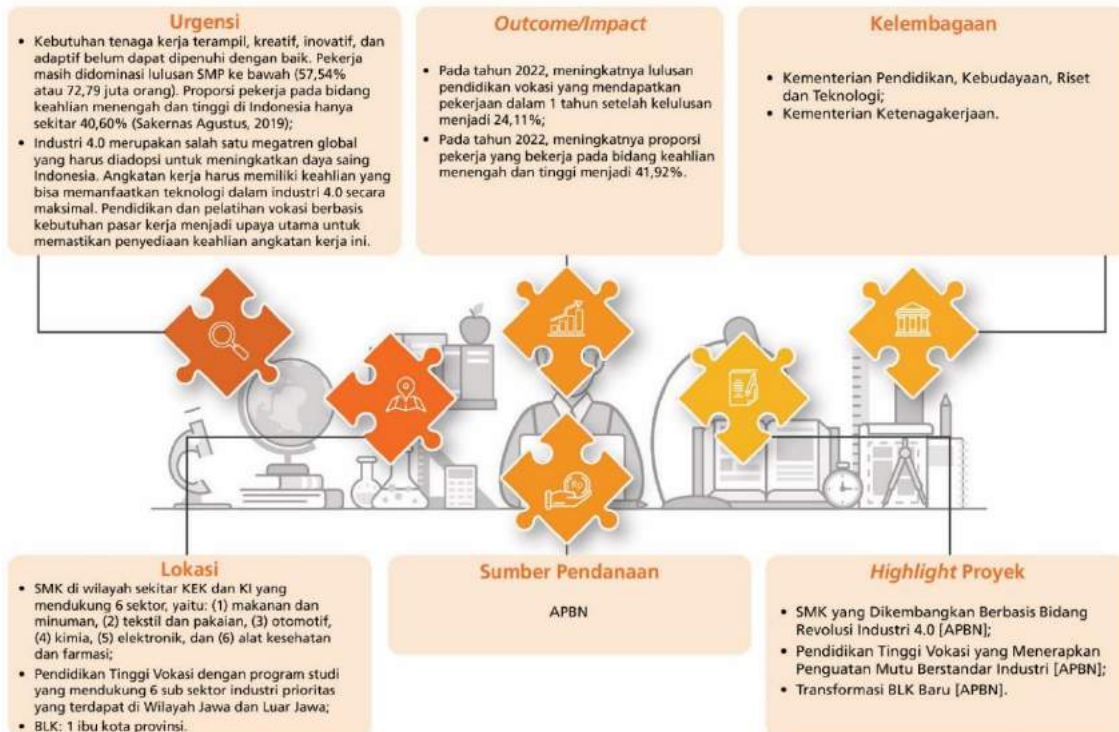 Urgensi
• Kebutuhan tenaga kerja terampil, kreatif, inovatif, dan
adaptif belum dapat dipenuhi dengan baik. Pekerja
masih didominasi lulusan SMP ke bawah (57,54%
atau 72,79 juta orang). Proporsi pekerja pada bidang
keahlian menengah dan tinggi di Indonesia hanya
sekitar 40,60% (Sakernas Agustus, 2019);
• Industri 4.0 merupakan salah satu megatren global
yang harus diadopsi untuk meningkatkan daya saing
Indonesia. Angkatan kerja harus memiliki keahlian yang
bisa memanfaatkan teknologi dalam industri 4.0 secara
maksimal. Pendidikan dan pelatihan vokasi berbasis
kebutuhan pasar kerja menjadi upaya utama untuk
memastikan penyediaan keahlian angkatan kerja ini.
Outcome/Impact
• Pada tahun 2022, meningkatnya lulusan
pendidikan vokasi yang mendapatkan
pekerjaan dalam 1 tahun setelah kelulusan
menjadi 24,11%;
• Pada tahun 2022, meningkatnya proporsi
pekerja yang bekerja pada bidang keahlian
menengah dan tinggi menjadi 41,92%.
Kelembagaan
• Kementerian Pendidikan, Kebudayaan, Riset
dan Teknologi;
• Kementerian Ketenagakerjaan.
Rp
Lokasi
• SMK di wilayah sekitar KEK dan KI yang
mendukung 6 sektor, yaitu: (1) makanan dan
minuman, (2) tekstil dan pakaian, (3) otomotif,
(4) kimia, (5) elektronik, dan (6) alat kesehatan
dan farmasi;
• Pendidikan Tinggi Vokasi dengan program studi
yang mendukung 6 sub sektor industri prioritas
yang terdapat di Wilayah Jawa dan Luar Jawa;
• BLK: 1 ibu kota provinsi.
Sumber Pendanaan
APBN
Highlight Proyek
• SMK yang Dikembangkan Berbasis Bidang
Revolusi Industri 4.0 [APBN];
• Pendidikan Tinggi Vokasi yang Menerapkan
Penguatan Mutu Berstandar Industri [APBN];
• Transformasi BLK Baru [APBN].